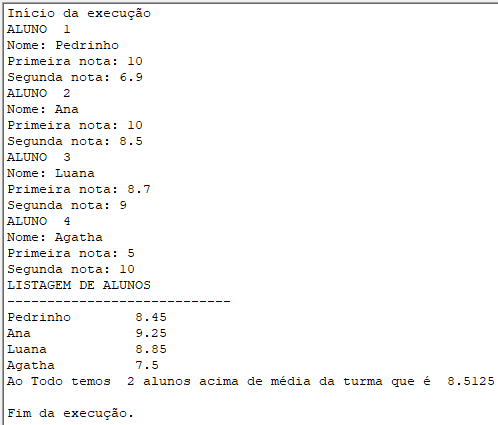 Início da execução
ALUNO  1
Nome: Pedrinho
Primeira nota: 10
Segunda nota: 6.9
ALUNO  2
Nome: Ana
Primeira nota: 10
Segunda nota: 8.5
ALUNO  3
Nome: Luana
Primeira nota: 8.7
Segunda nota: 9
ALUNO  4
Nome: Agatha
Primeira nota: 5
Segunda nota: 10
LISTAGEM DE ALUNOS
----------------------------
Pedrinho        8.45
Ana             9.25
Luana           8.85
Agatha          7.5
Ao Todo temos  2 alunos acima de média da turma que é  8.5125

Fim da execução.